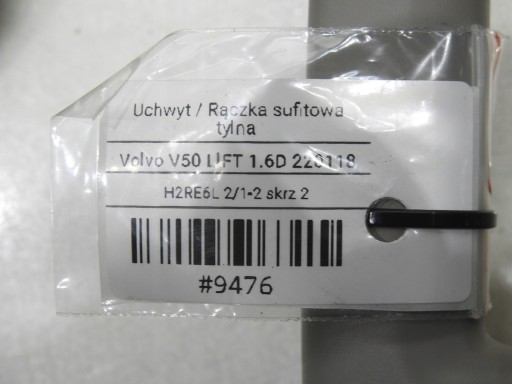 Uchwyt / Rączka sufitowa
tylna
Volvo V50 LIFT 1.6D 220118
H2RE6L 2/1-2 skrz 2
#9476